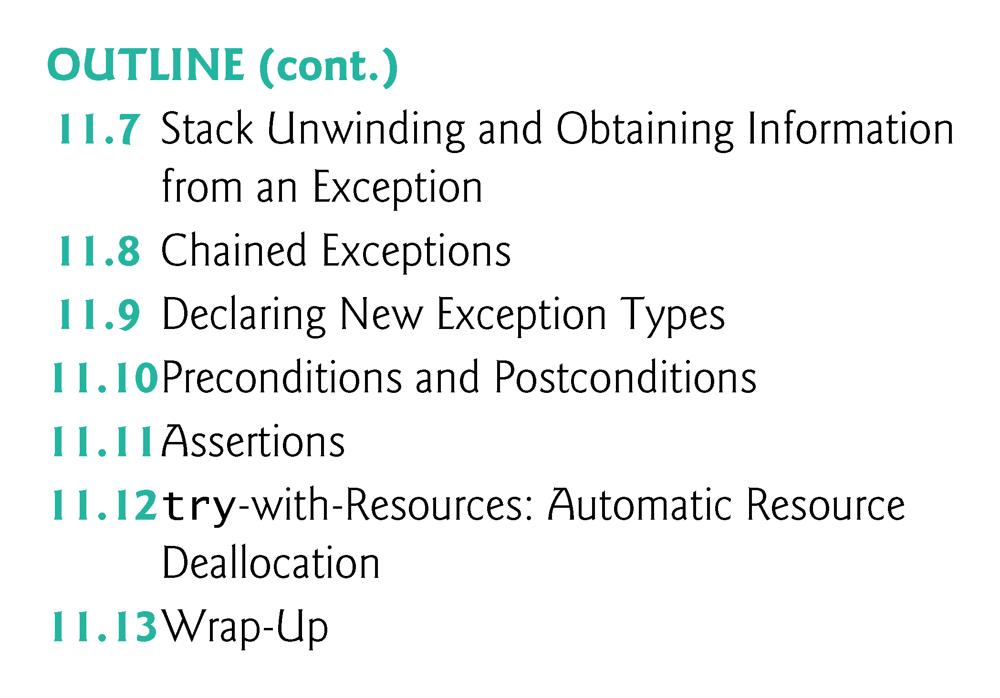 OUTLINE (cont.)
11.7 Stack Unwinding and Obtaining Information
from an Exception
11.8 Chained Exceptions
11.9 Declaring New Exception Types
11.10 Preconditions and Postconditions
11.11 Assertions
11.12 try-with-Resources: Automatic Resource
Deallocation
11.13 Wrap-Up